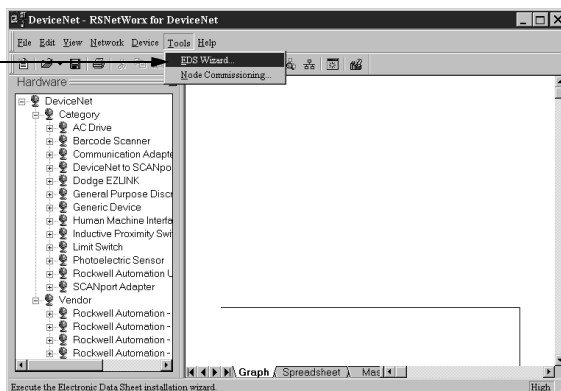 DeviceNet - RSNetWorx for DeviceNet
File Edit View Network Device Tools Help
EDS Wizard...
Node Commissioning...
Hardware
DeviceNet
Category
AC Drive
Barcode Scanner
Communication Adapte
DeviceNet to SCANpo
Dodge EZLINK
General Purpose Discr
Generic Device
Human Machine Interfa
Inductive Proximity Swit
Limit Switch
Photoelectric Sensor
Rockwell Automation
SCANport Adapter
Vendor
Rockwell Automation -
Rockwell Automation -
Rockwell Automation -
Rockwell Automation -
Graph Spreadsheet
Execute the Electronic Data Sheet installation wizard. High